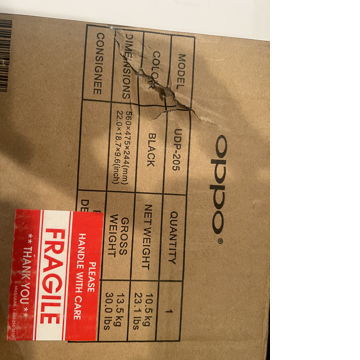 oppo®
MODEL UDP-205 QUANTITY 1
COLOR BLACK NET WEIGHT 10.5 kg
23.1 lbs
DIMENSIONS 560×475×244(mm)
22.0×18.7×9.6(inch) GROSS
WEIGHT 13.5 kg
30.0 lbs
CONSIGNEE
DE
PLEASE
HANDLE WITH CARE
FRAGILE
**THANK YOU**